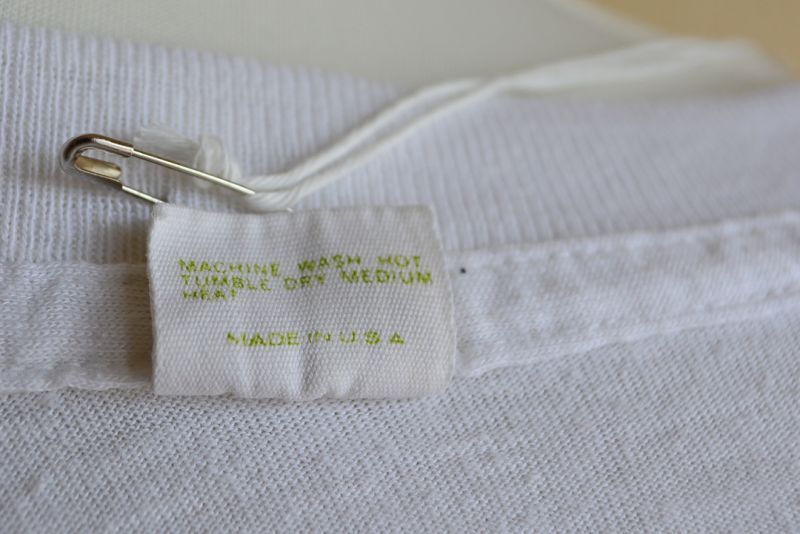 MACHINE WASH HOT
TUMBLE DRY MEDIUM
HEAT
MADE IN U S A